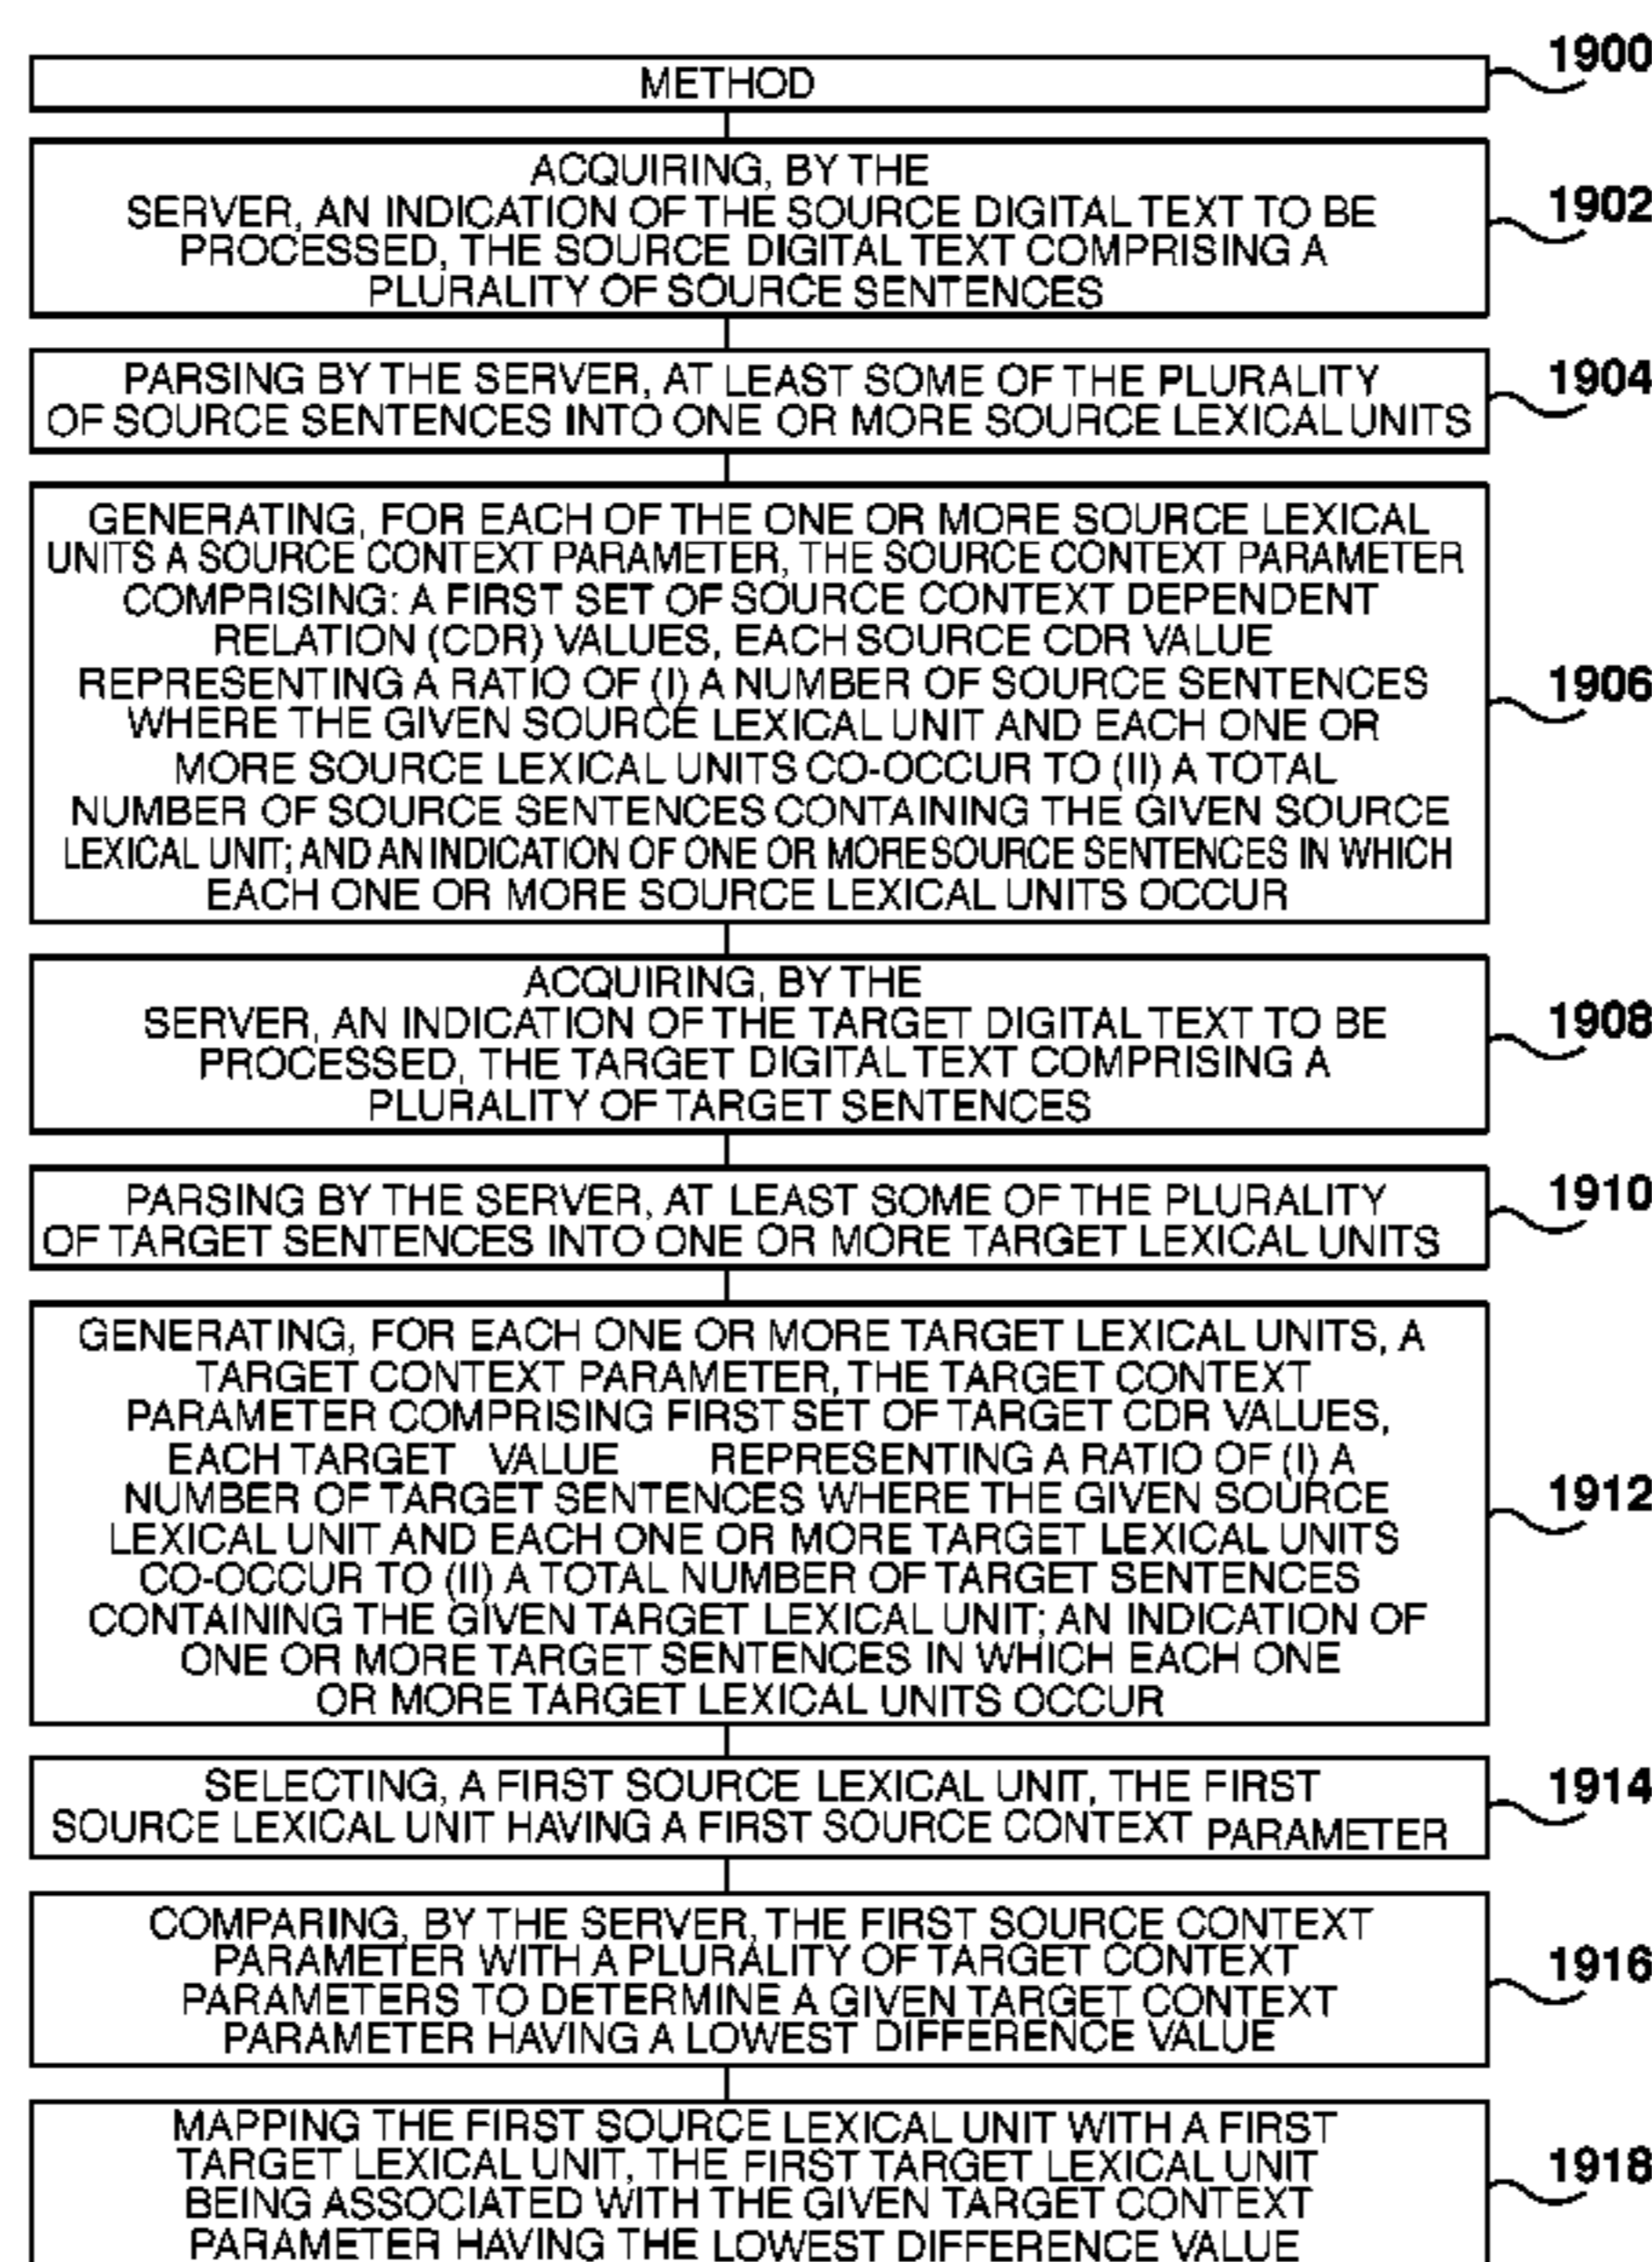 1900
METHOD
ACQUIRING, BY THE
SERVER, AN INDICATION OF THE SOURCE DIGITAL TEXT TO BE
1902
PROCESSED, THE SOURCE DIGITAL TEXT COMPRISING A
PLURALITY OF SOURCE SENTENCES
PARSING BY THE SERVER, AT LEAST SOME OF THE PLURALITY
1904
OF SOURCE SENTENCES INTO ONE OR MORE SOURCE LEXICAL UNITS
GENERATING, FOR EACH OF THE ONE OR MORE SOURCE LEXICAL
UNITS A SOURCE CONTEXT PARAMETER, THE SOURCE CONTEXT PARAMETER
COMPRISING: A FIRST SET OF SOURCE CONTEXT DEPENDENT
RELATION (CDR) VALUES, EACH SOURCE CDR VALUE
REPRESENTING A RATIO OF (I) A NUMBER OF SOURCE SENTENCES
1906
WHERE THE GIVEN SOURCE LEXICAL UNIT AND EACH ONE OR
MORE SOURCE LEXICAL UNITS CO-OCCUR TO (II) A TOTAL
NUMBER OF SOURCE SENTENCES CONTAINING THE GIVEN SOURCE
LEXICAL UNIT; AND AN INDICATION OF ONE OR MORE SOURCE SENTENCES IN WHICH
EACH ONE OR MORE SOURCE LEXICAL UNITS OCCUR
ACQUIRING, BY THE
SERVER, AN INDICATION OF THE TARGET DIGITAL TEXT TO BE
1908
PROCESSED, THE TARGET DIGITAL TEXT COMPRISING A
PLURALITY OF TARGET SENTENCES
PARSING BY THE SERVER, AT LEAST SOME OF THE PLURALITY
1910
OF TARGET SENTENCES INTO ONE OR MORE TARGET LEXICAL UNITS
GENERATING, FOR EACH ONE OR MORE TARGET LEXICAL UNITS, A
TARGET CONTEXT PARAMETER, THE TARGET CONTEXT
PARAMETER COMPRISING FIRST SET OF TARGET CDR VALUES,
EACH TARGET VALUE REPRESENTING A RATIO OF (I) A
NUMBER OF TARGET SENTENCES WHERE THE GIVEN SOURCE
1912
LEXICAL UNIT AND EACH ONE OR MORE TARGET LEXICAL UNITS
CO-OCCUR TO (II) A TOTAL NUMBER OF TARGET SENTENCES
CONTAINING THE GIVEN TARGET LEXICAL UNIT; AN INDICATION OF
ONE OR MORE TARGET SENTENCES IN WHICH EACH ONE
OR MORE TARGET LEXICAL UNITS OCCUR
SELECTING, A FIRST SOURCE LEXICAL UNIT, THE FIRST
1914
SOURCE LEXICAL UNIT HAVING A FIRST SOURCE CONTEXT PARAMETER
COMPARING, BY THE SERVER, THE FIRST SOURCE CONTEXT
PARAMETER WITH A PLURALITY OF TARGET CONTEXT
1916
PARAMETERS TO DETERMINE A GIVEN TARGET CONTEXT
PARAMETER HAVING A LOWEST DIFFERENCE VALUE
MAPPING THE FIRST SOURCE LEXICAL UNIT WITH A FIRST
TARGET LEXICAL UNIT, THE FIRST TARGET LEXICAL UNIT
1918
BEING ASSOCIATED WITH THE GIVEN TARGET CONTEXT
PARAMETER HAVING THE LOWEST DIFFERENCE VALUE